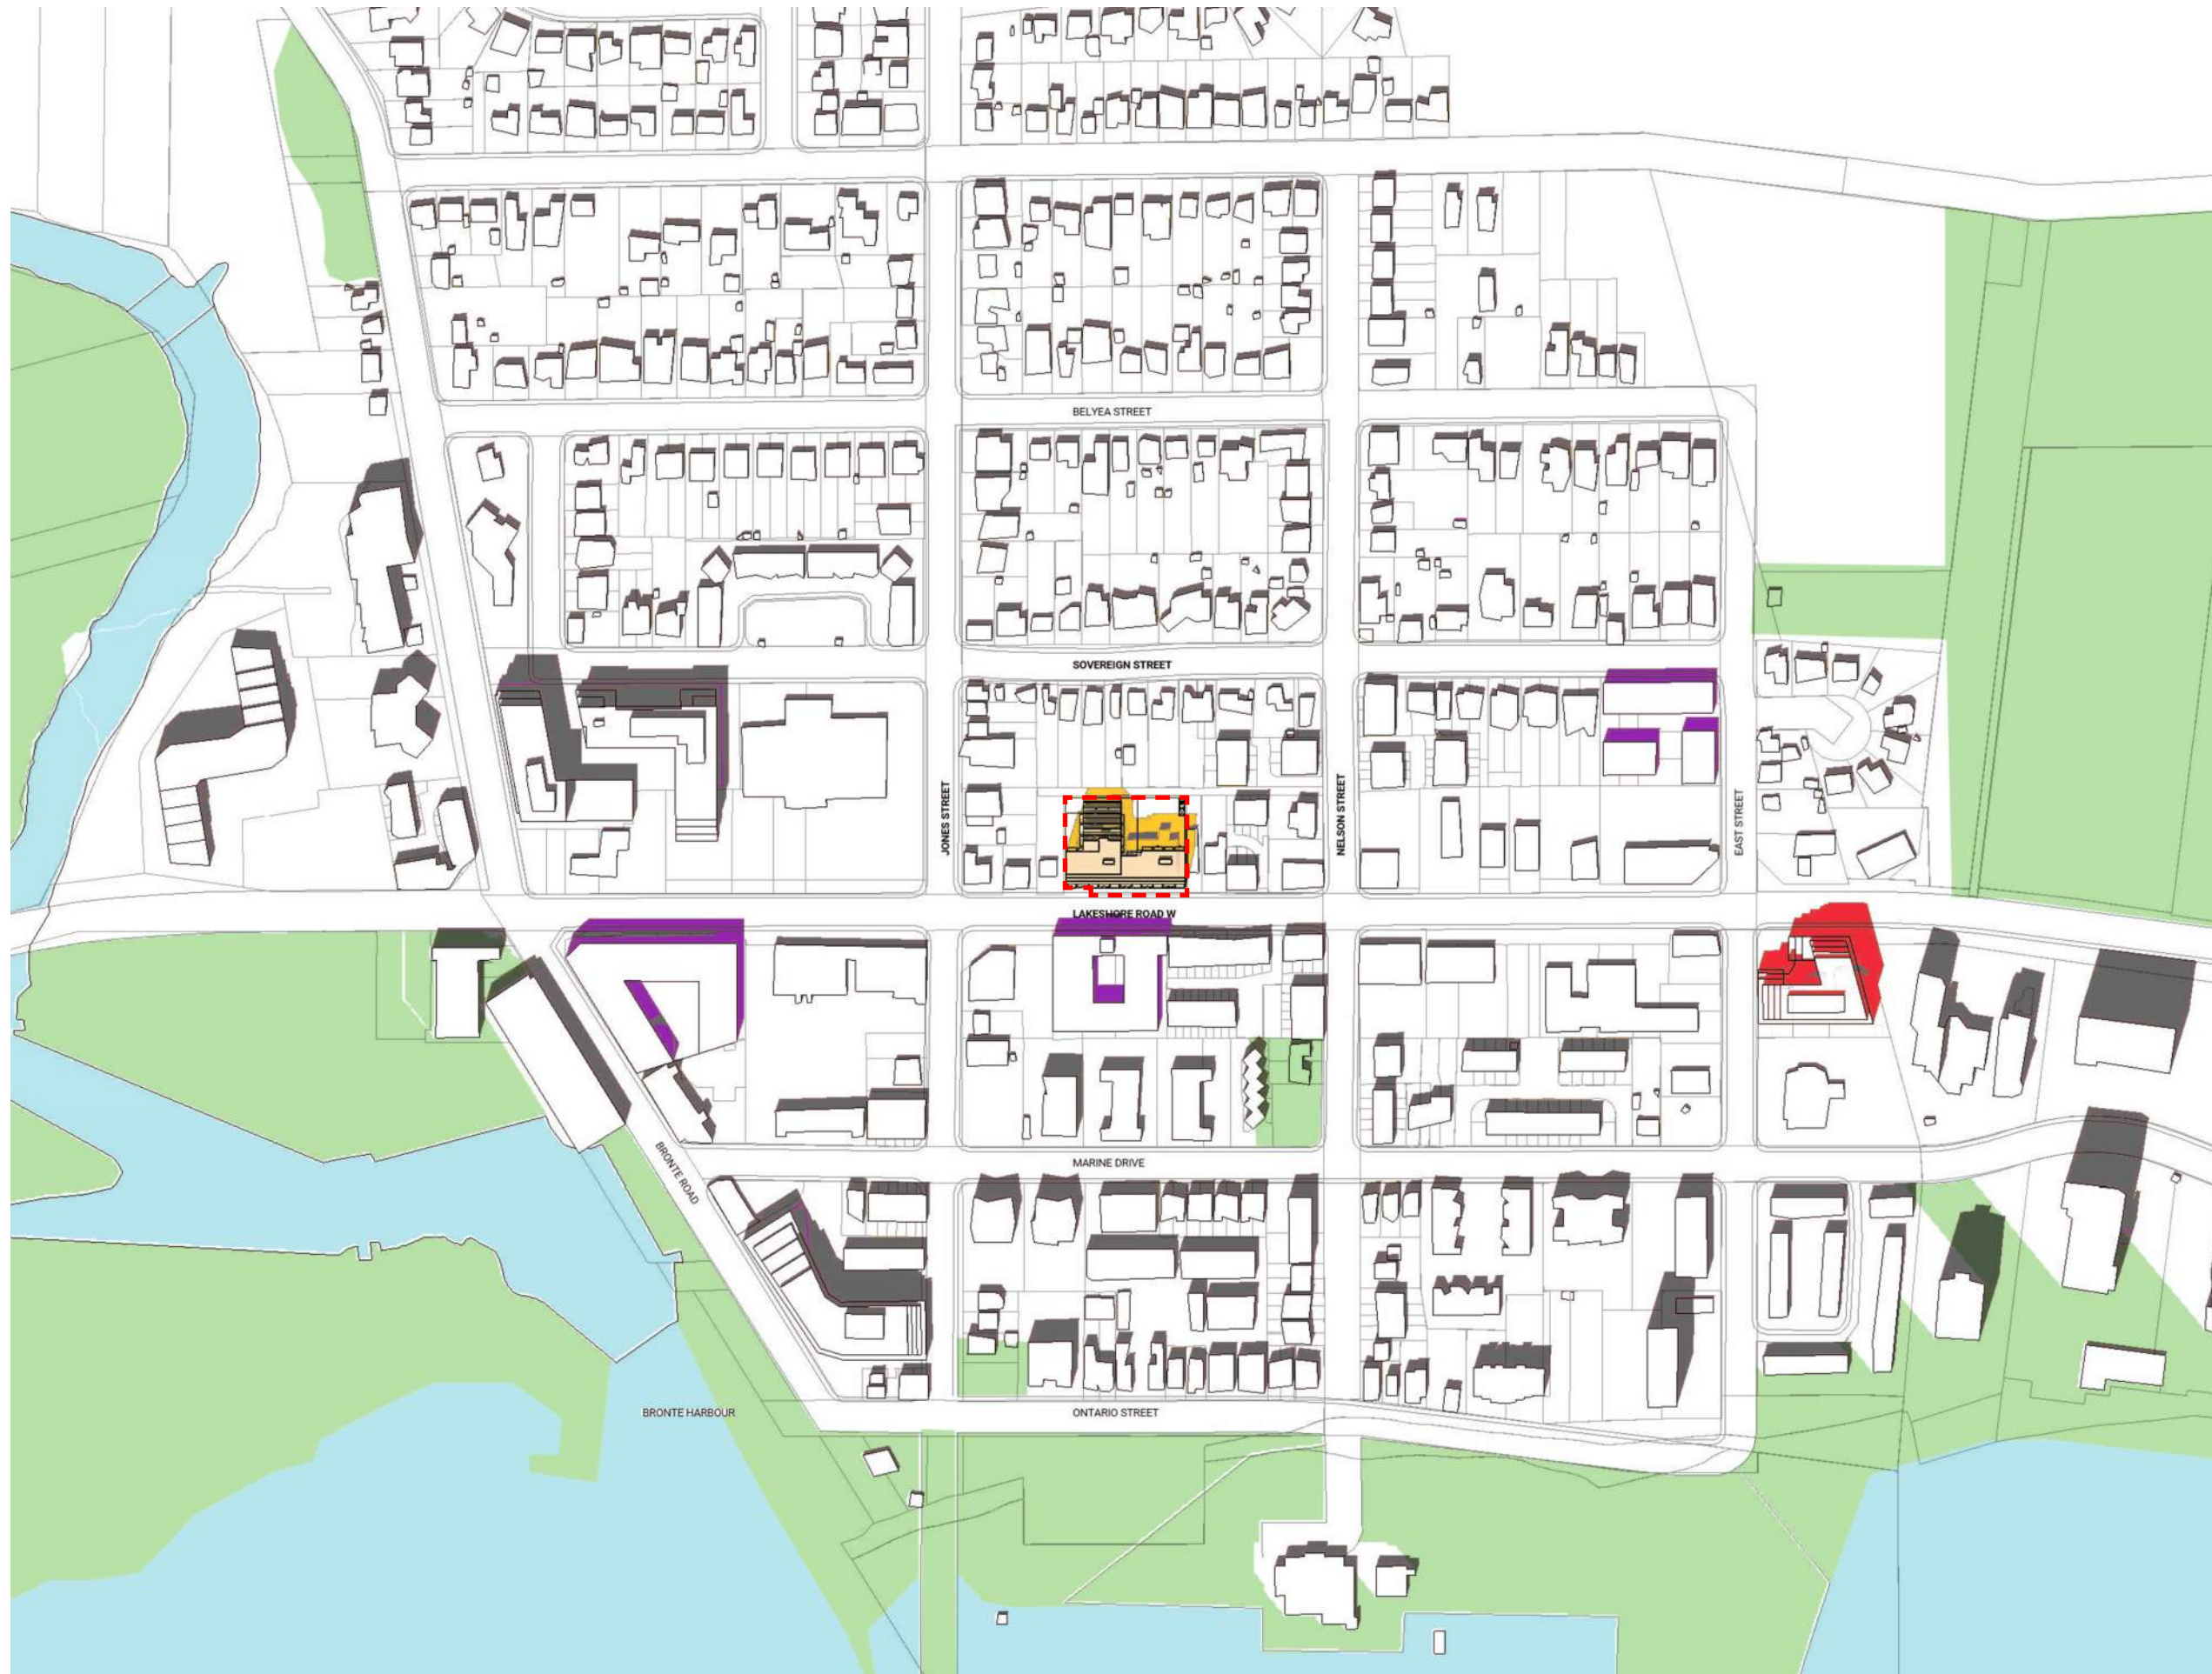 BELYEA STREET
SOVEREIGN STREET
JONES STREET
NELSON STREET
EAST STREET
LAKESHORE ROAD W
BRONTE ROAD
MARINE DRIVE
BRONTE HARBOUR
ONTARIO STREET